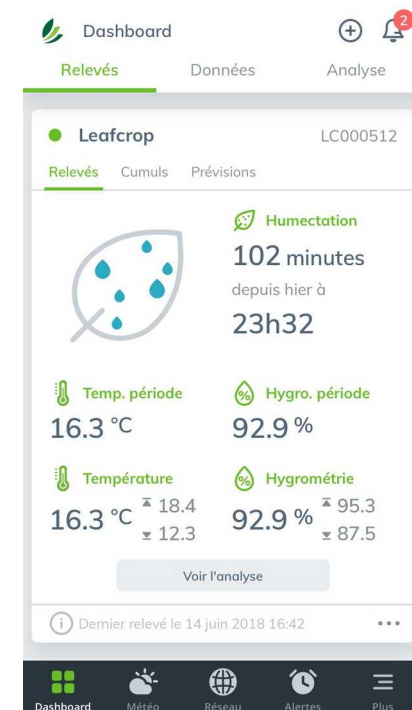 Dashboard
2
Relevés Données Analyse
Leafcrop LC000512
Relevés Cumuls Prévisions
Humectation
102 minutes
depuis hier à
23h32
Temp. période Hygro. période
16.3 °C 92.9 %
Température Hygrométrie
16.3 °C 18.4 12.3 92.9 % 95.3 87.5
Voir l'analyse
Dernier relevé le 14 juin 2018 16:42
Dashboard Météo Réseau Alertes Plus